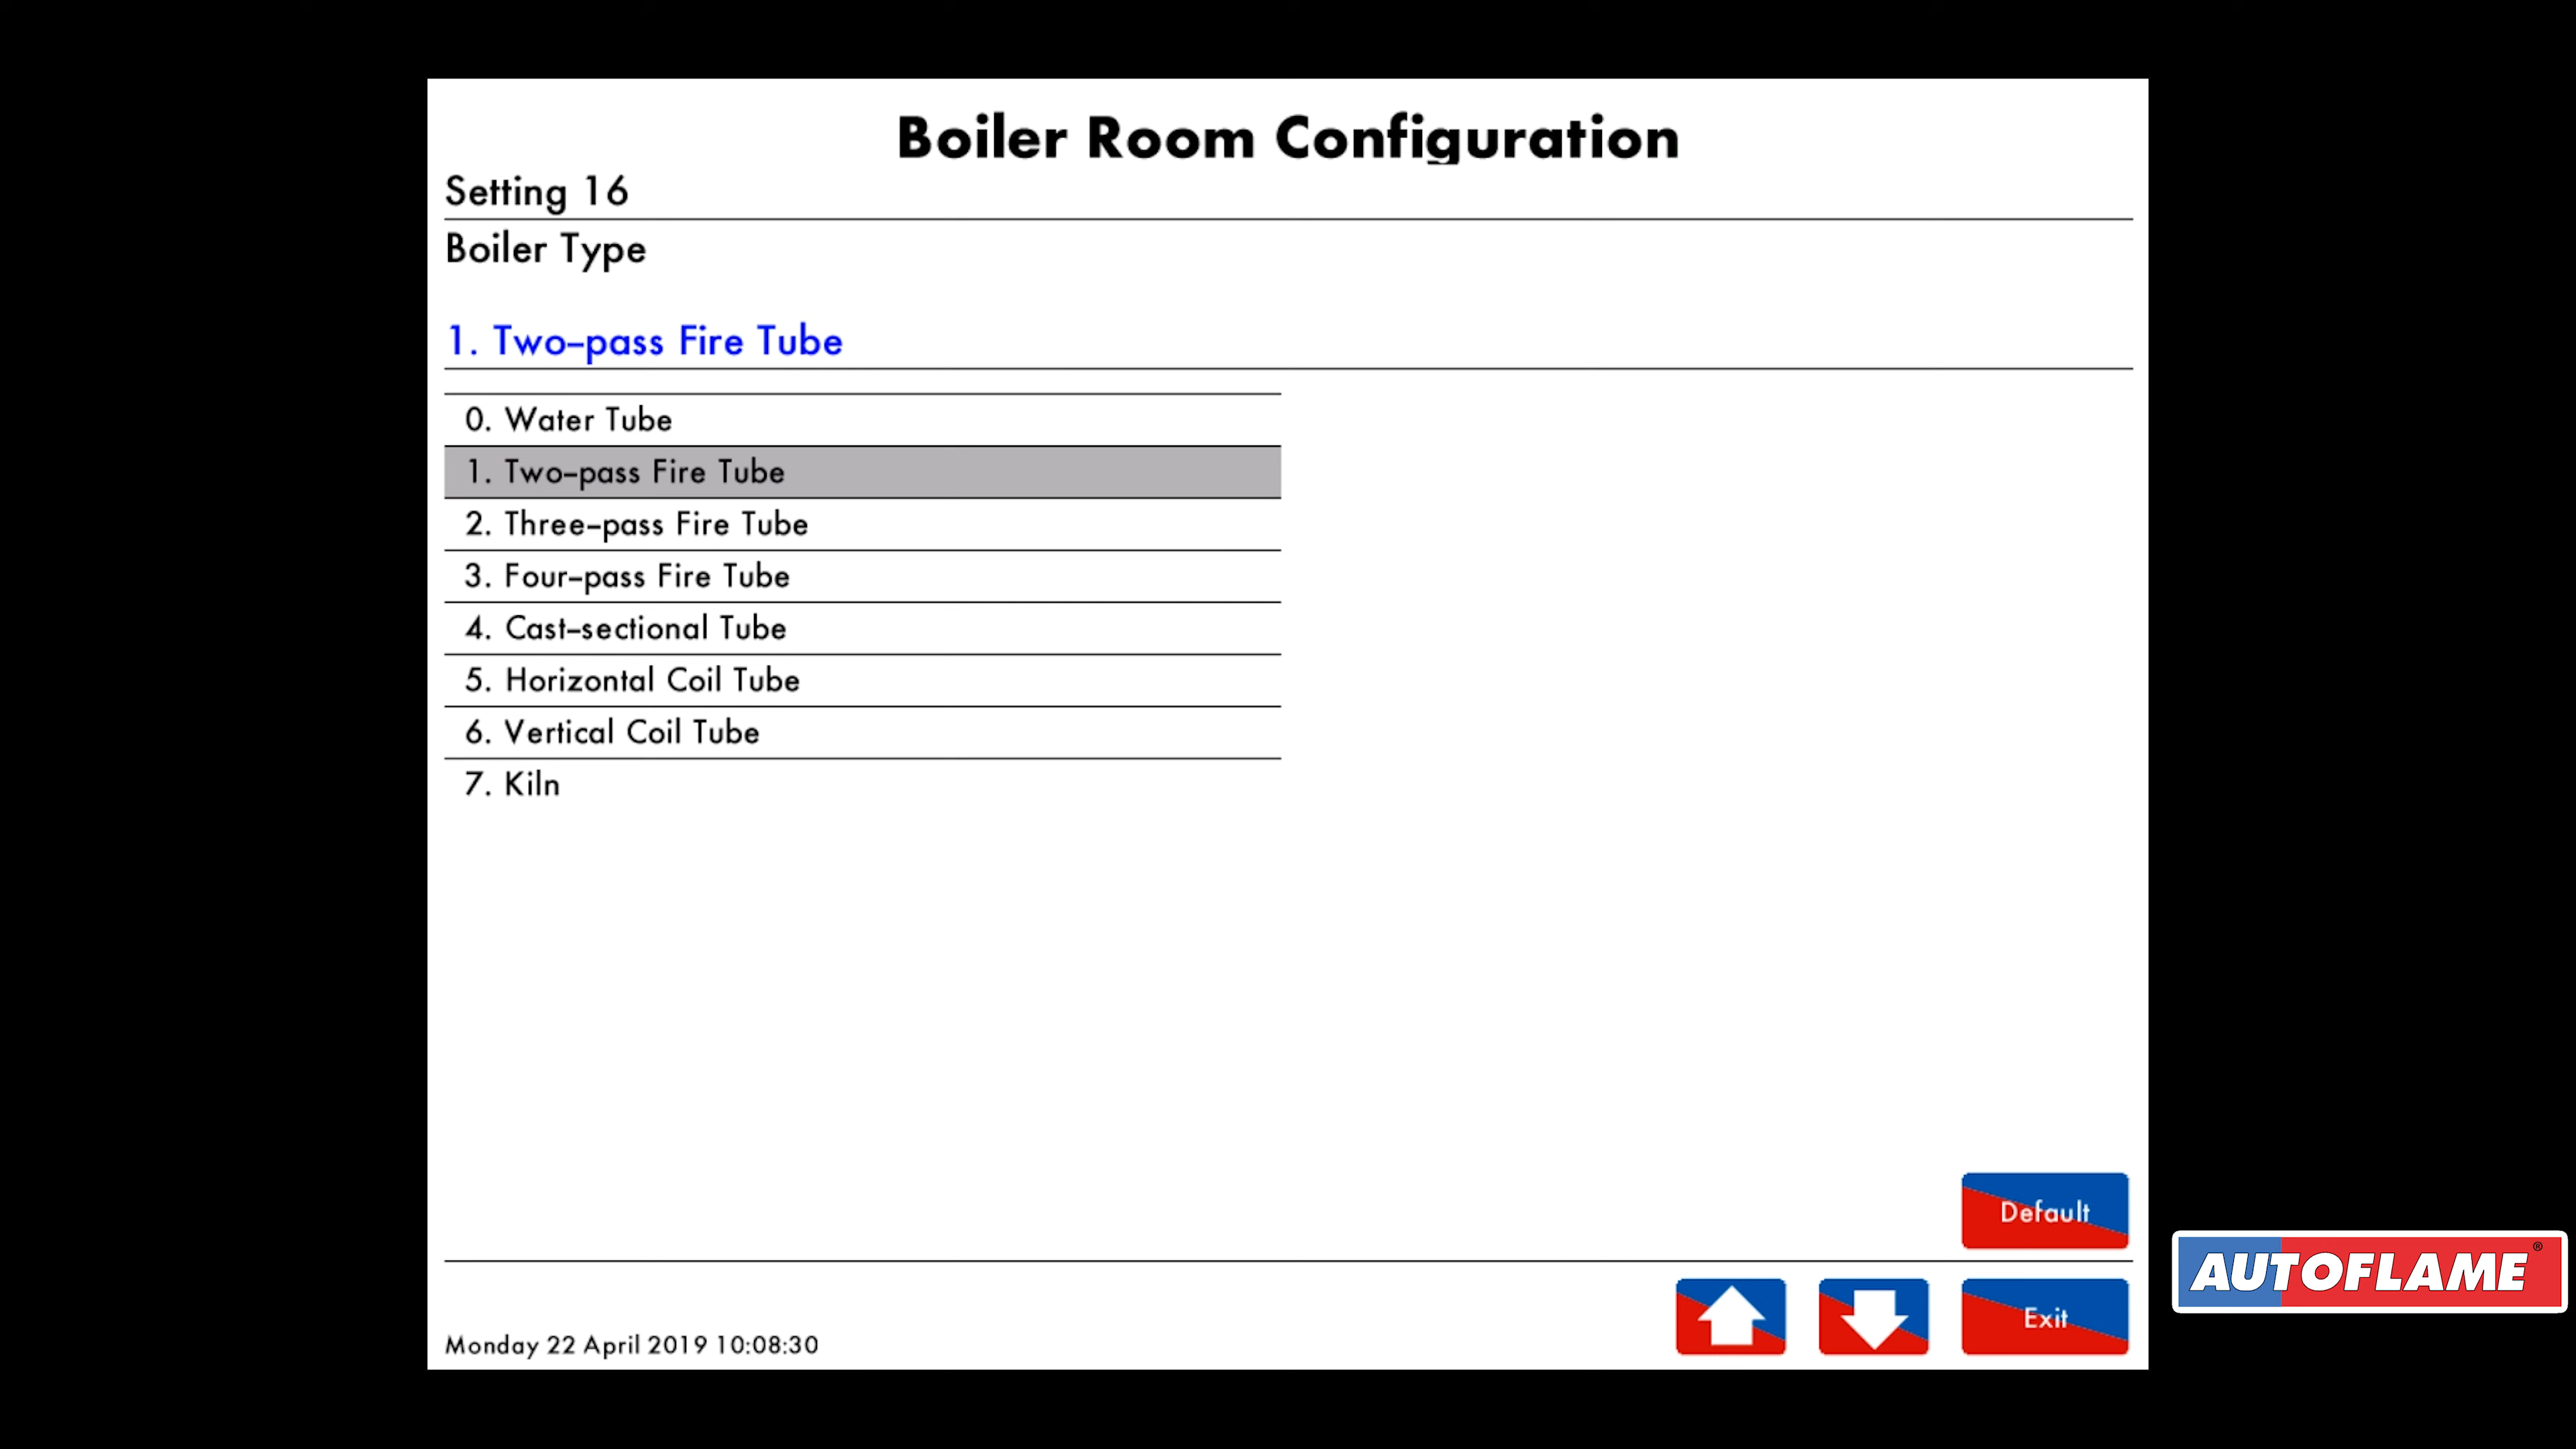 Boiler Room Configuration
Setting 16
Boiler Type
1. Two-pass Fire Tube
0. Water Tube
1. Two-pass Fire Tube
2. Three-pass Fire Tube
3. Four-pass Fire Tube
4. Cast-sectional Tube
5. Horizontal Coil Tube
6. Vertical Coil Tube
7. Kiln
Default
AUTOFLAME®
Exit
Monday 22 April 2019 10:08:30